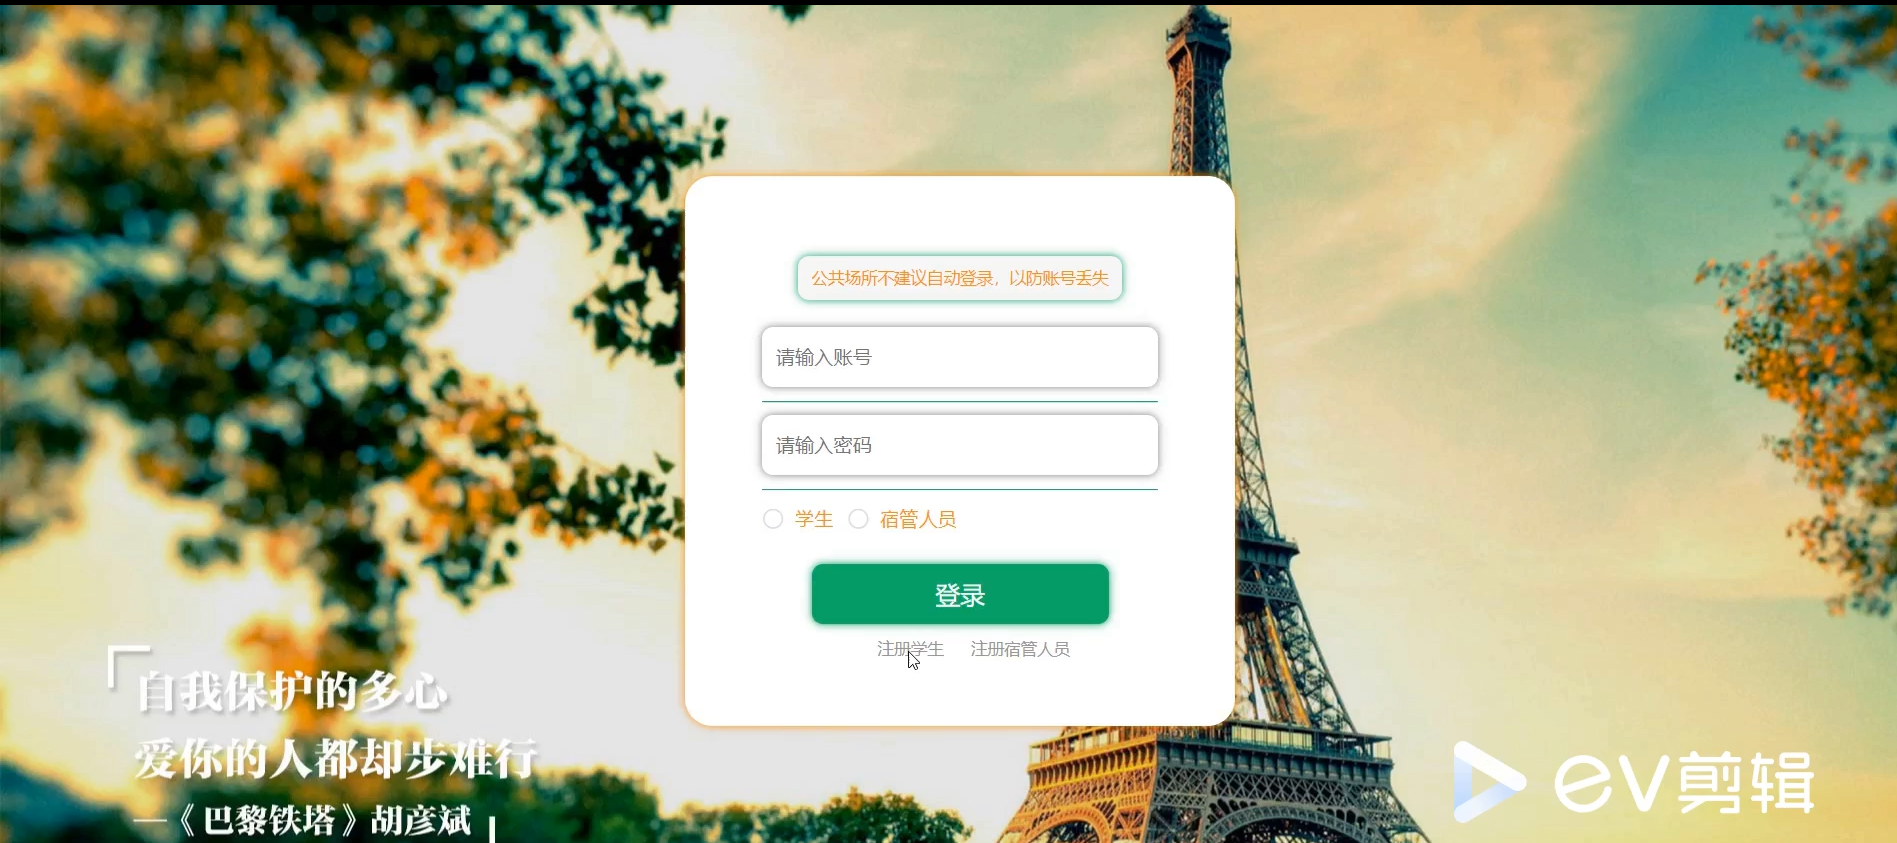 公共场所不建议自动登录，以防账号丢失
请输入账号
请输入密码
学生 宿管人员
登录
注册学生 注册宿管人员
自我保护的多心
爱你的人都却步难行
—《巴黎铁塔》胡彦斌
ev剪辑